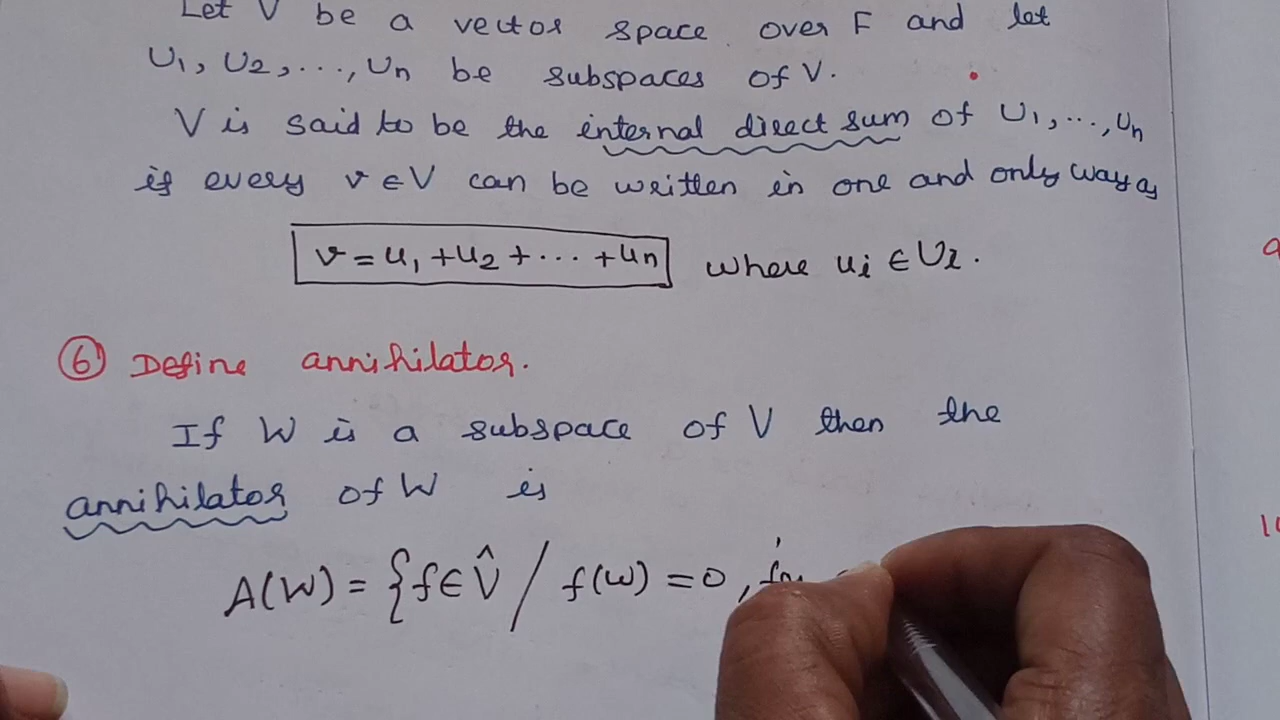 Let V be a vector space over F and let
U1, U2, ..., Un be subspaces of V.
V is said to be the internal direct sum of U1, ..., Un
if every v ∈ V can be written in one and only way as
v = u1 + u2 + ... + un where ui ∈ Ui.
⑥ Define annihilator.
If W is a subspace of V then the
annihilator of W is
A(W) = {f ∈ V̂ / f(w) = 0, for